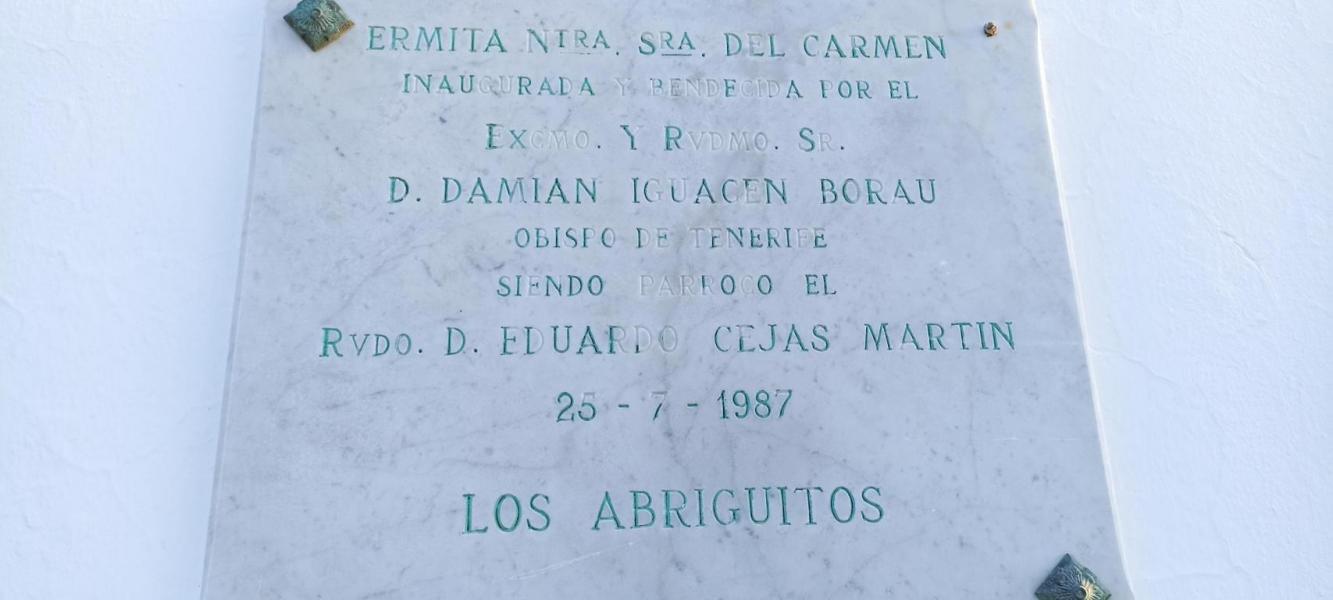 ERMITA NTRA. SRA. DEL CARMEN
INAUGURADA Y BENDECIDA POR EL
EXCMO. Y RVDMO. SR.
D. DAMIAN IGUACEN BORAU
OBISPO DE TENERIFE
SIENDO PARROCO EL
RVDO. D. EDUARDO CEJAS MARTIN
25 - 7 - 1987
LOS ABRIGUITOS